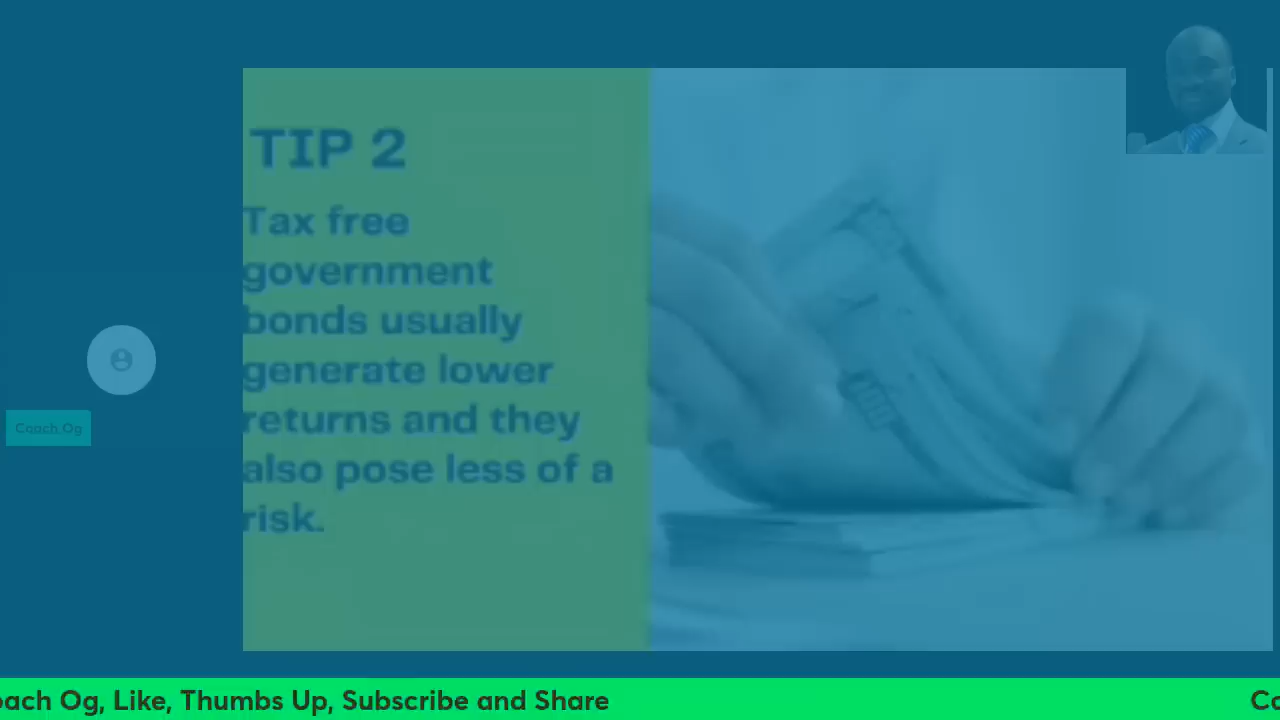 TIP 2
Tax free
government
bonds usually
generate lower
returns and they
also pose less of a
risk.
Coach Og
oach Og, Like, Thumbs Up, Subscribe and Share
Co